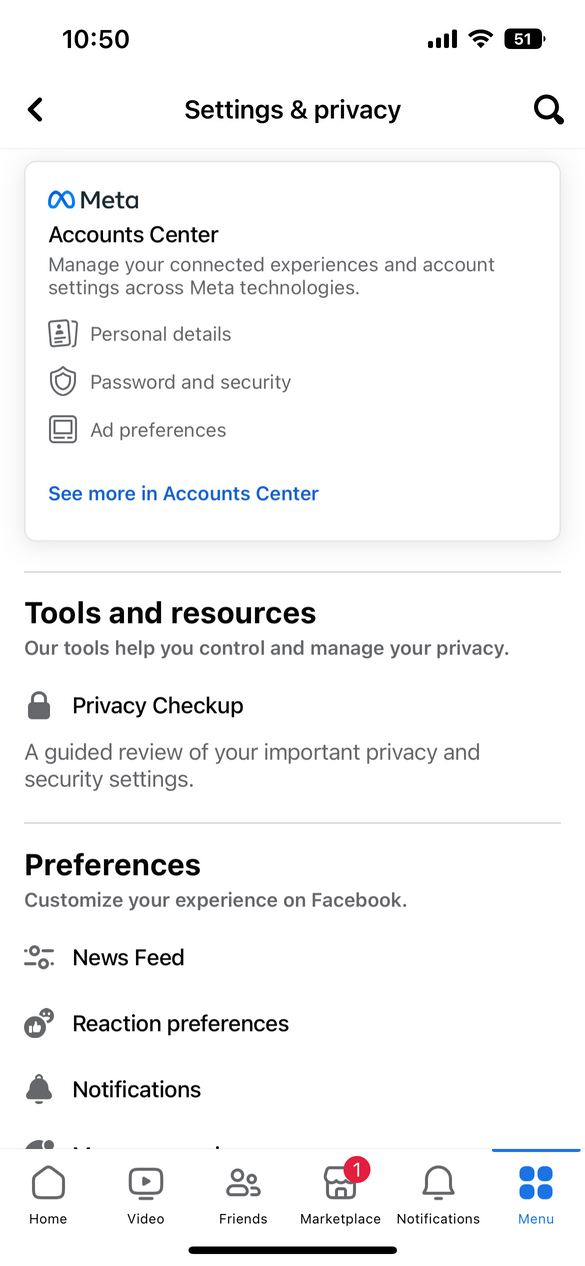 10:50
51
Settings & privacy
Meta
Accounts Center
Manage your connected experiences and account
settings across Meta technologies.
Personal details
Password and security
Ad preferences
See more in Accounts Center
Tools and resources
Our tools help you control and manage your privacy.
Privacy Checkup
A guided review of your important privacy and
security settings.
Preferences
Customize your experience on Facebook.
News Feed
Reaction preferences
Notifications
1
Home Video Friends Marketplace Notifications Menu